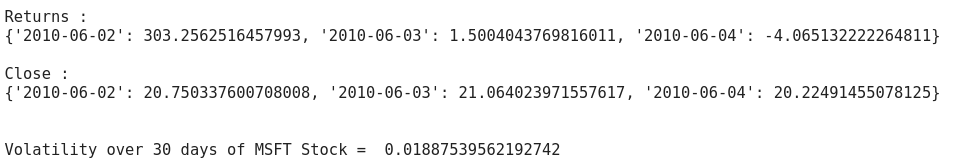 Returns :
{'2010-06-02': 303.2562516457993, '2010-06-03': 1.5004043769816011, '2010-06-04': -4.065132222264811}
Close :
{'2010-06-02': 20.750337600708008, '2010-06-03': 21.064023971557617, '2010-06-04': 20.22491455078125}
Volatility over 30 days of MSFT Stock =  0.01887539562192742